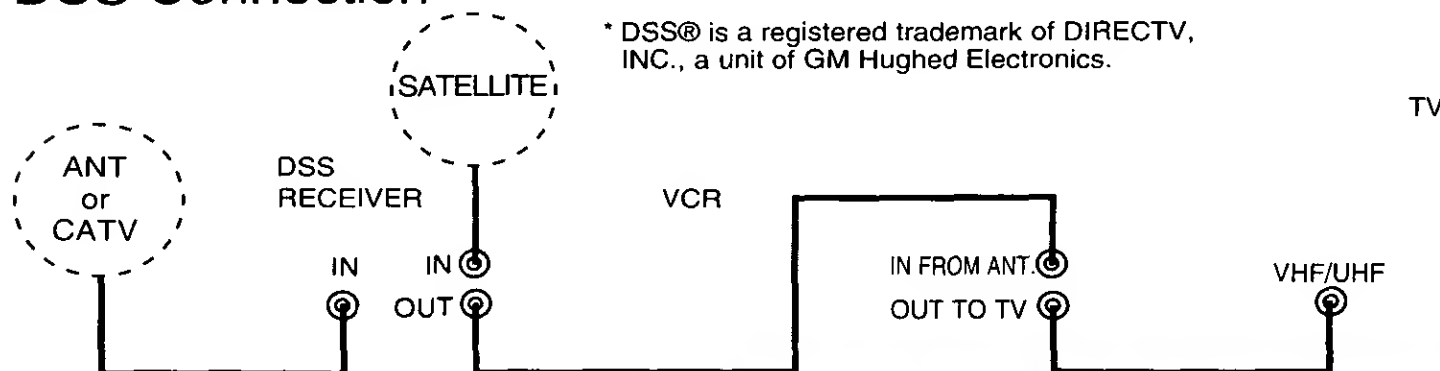 DSS Connection
* DSS® is a registered trademark of DIRECTV,
INC., a unit of GM Hughed Electronics.
SATELLITE
TV
ANT
or
CATV
DSS
RECEIVER
VCR
IN
IN
OUT
IN FROM ANT.
OUT TO TV
VHF/UHF